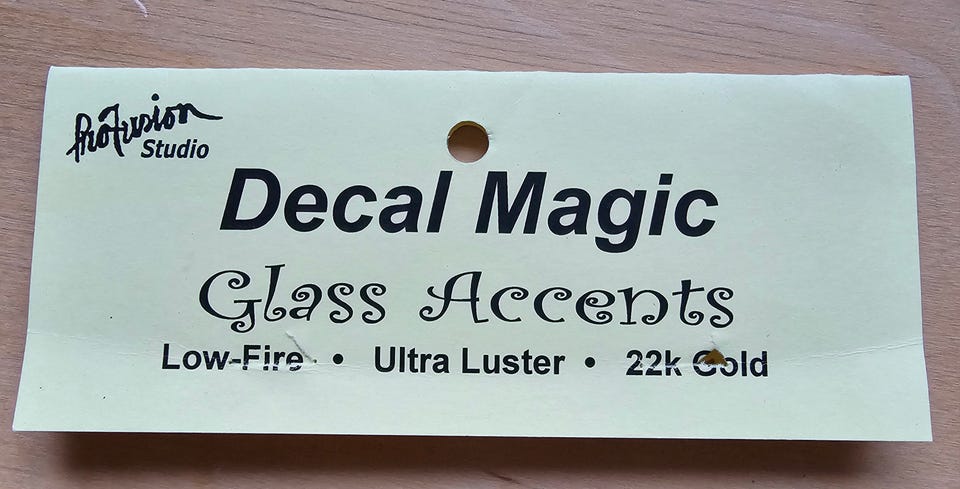 ProFusion
Studio
Decal Magic
Glass Accents
Low-Fire • Ultra Luster • 22k Gold